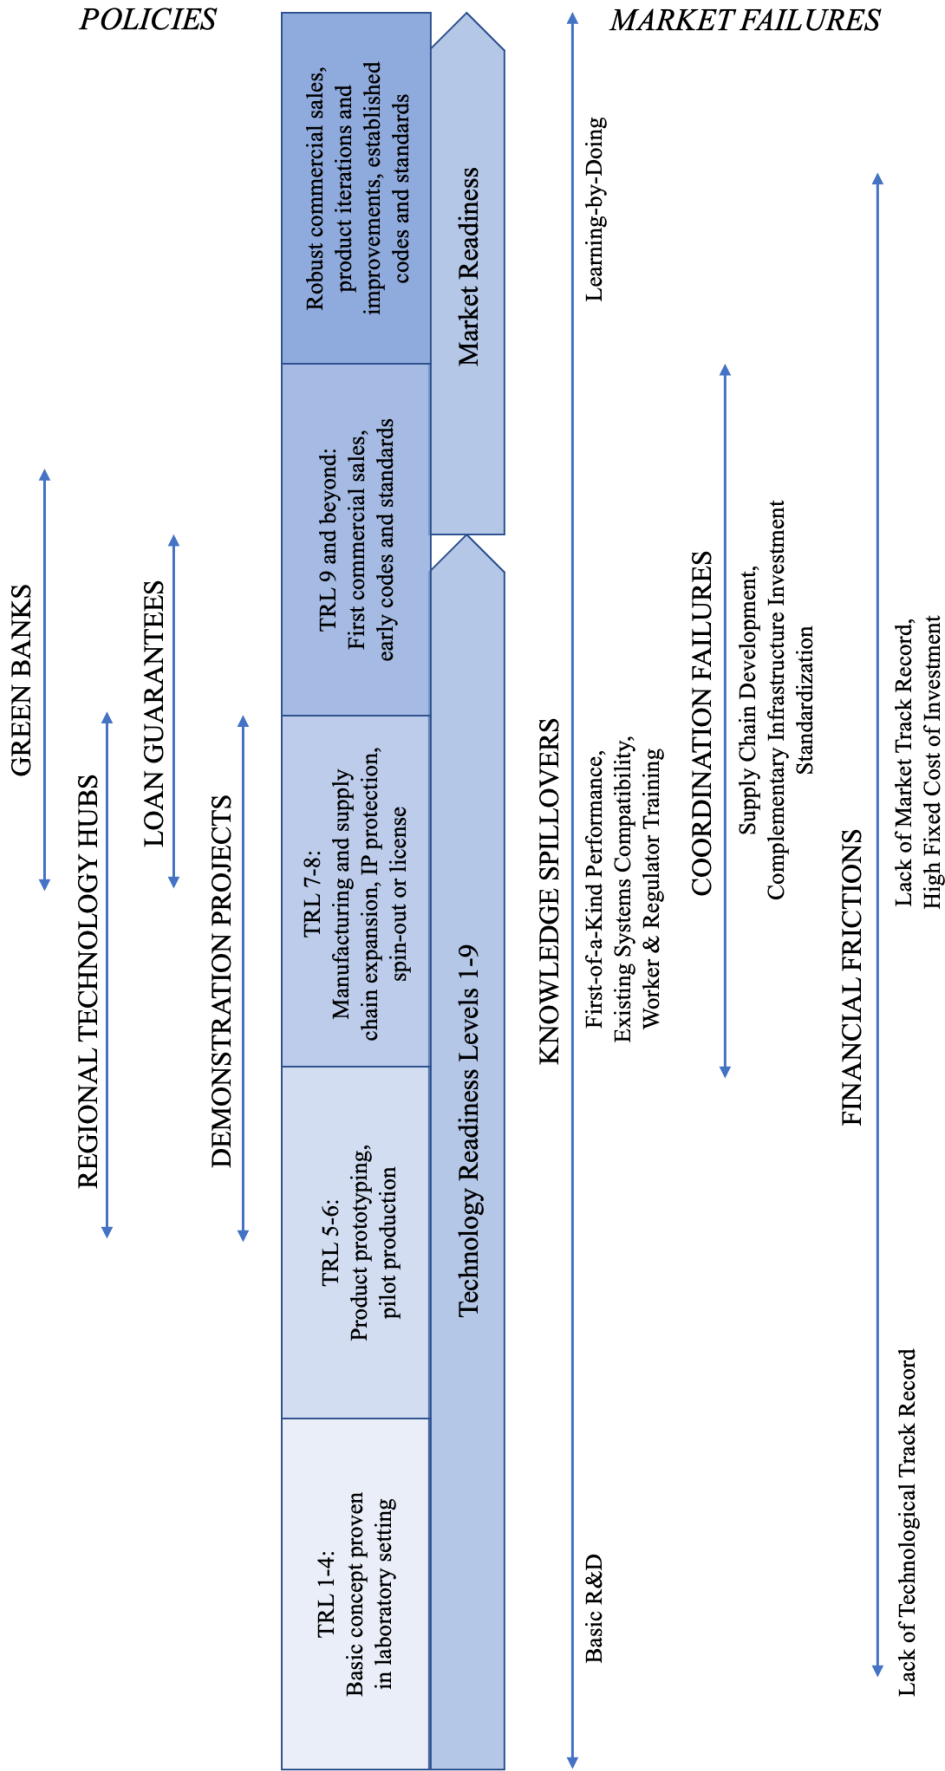 POLICIES
GREEN BANKS
REGIONAL TECHNOLOGY HUBS
LOAN GUARANTEES
DEMONSTRATION PROJECTS
TRL 1-4:
Basic concept proven
in laboratory setting
TRL 5-6:
Product prototyping,
pilot production
TRL 7-8:
Manufacturing and supply
chain expansion, IP protection,
spin-out or license
TRL 9 and beyond:
First commercial sales,
early codes and standards
Robust commercial sales,
product iterations and
improvements, established
codes and standards
Technology Readiness Levels 1-9
Market Readiness
MARKET FAILURES
KNOWLEDGE SPILLOVERS
Basic R&D
First-of-a-Kind Performance,
Existing Systems Compatibility,
Worker & Regulator Training
Learning-by-Doing
COORDINATION FAILURES
Supply Chain Development,
Complementary Infrastructure Investment
Standardization
FINANCIAL FRICTIONS
Lack of Technological Track Record
Lack of Market Track Record,
High Fixed Cost of Investment